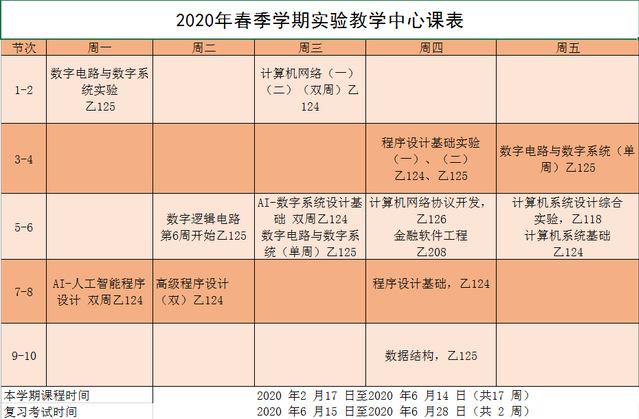 2020年春季学期实验教学中心课表
节次 周一 周二 周三 周四 周五
1-2
数字电路与数字系
统实验
乙125
计算机网络（一）
（二）（双周）乙
124
3-4
程序设计基础实验
（一）、（二）
乙124、乙125
数字电路与数字系统（单
周）乙125
5-6
数字逻辑电路
第6周开始乙125
AI-数字系统设计基
础 双周乙124
数字电路与数字系
统（单周）乙125
计算机网络协议开发，
乙126
金融软件工程
乙208
计算机系统设计综合
实验，乙118
计算机系统基础
乙124
7-8
AI-人工智能程序
设计 双周乙124
高级程序设计
（双）乙124
程序设计基础，乙124
9-10
数据结构，乙125
本学期课程时间 2020 年2 月17 日至2020 年6 月14 日（共17 周）
复习考试时间 2020 年6 月15 日至2020 年6 月28 日（共 2 周）